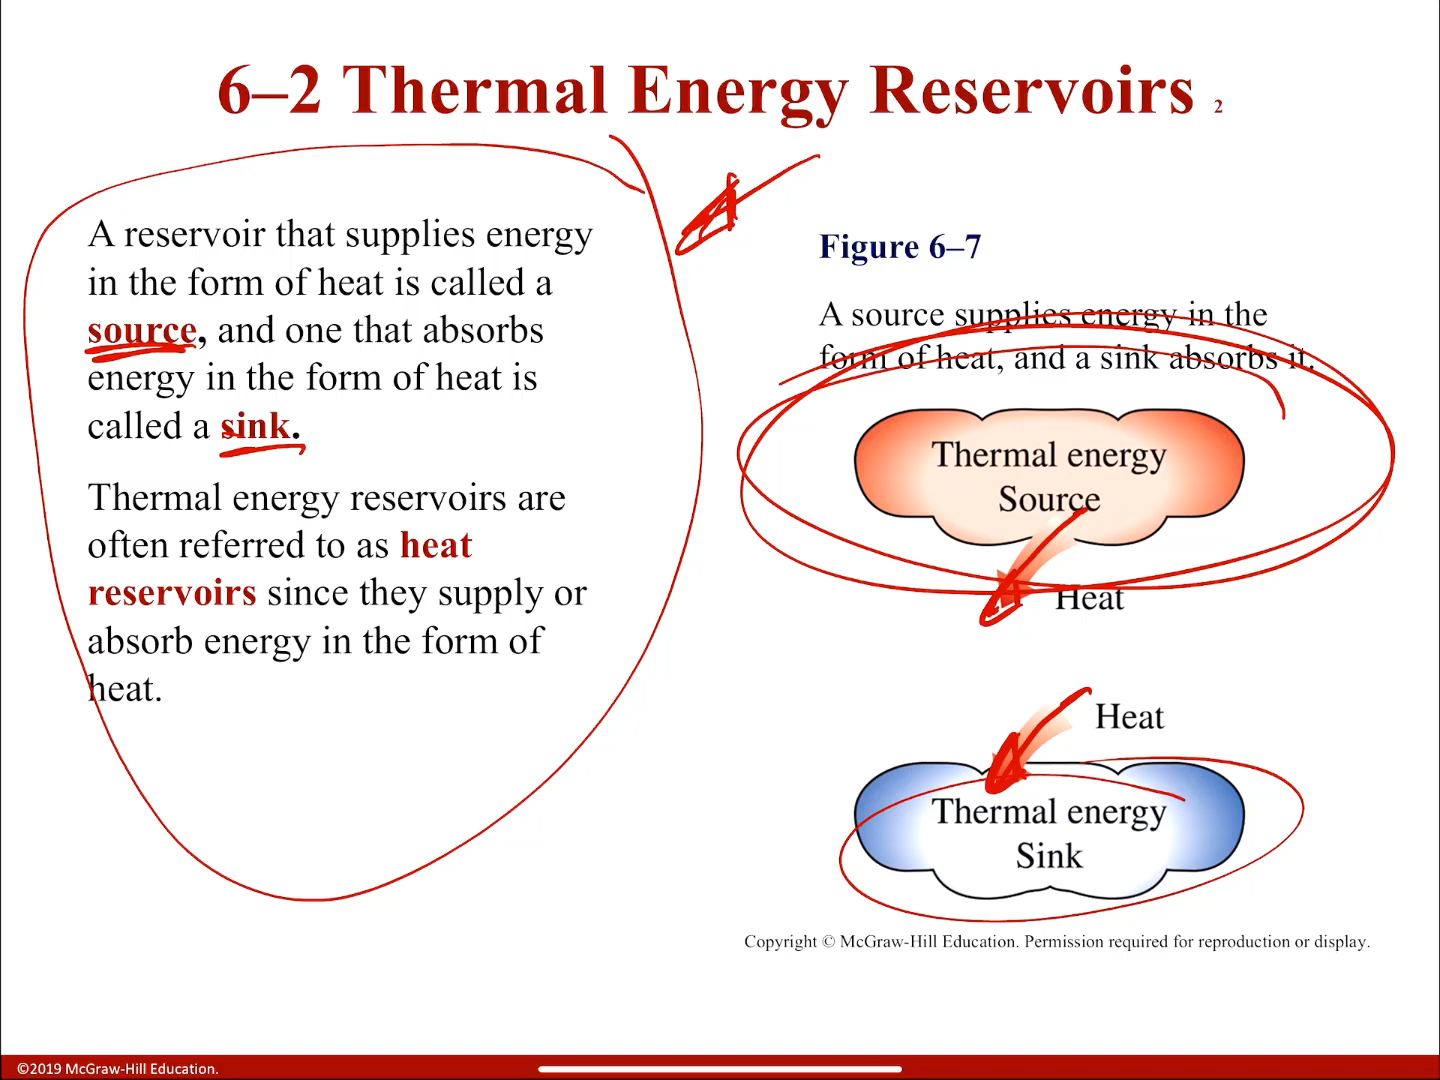 6–2 Thermal Energy Reservoirs 2
A reservoir that supplies energy
in the form of heat is called a
source, and one that absorbs
energy in the form of heat is
called a sink.
Thermal energy reservoirs are
often referred to as heat
reservoirs since they supply or
absorb energy in the form of
heat.
Figure 6–7
A source supplies energy in the
form of heat, and a sink absorbs it.
Thermal energy
Source
Heat
Heat
Thermal energy
Sink
Copyright © McGraw-Hill Education. Permission required for reproduction or display.
©2019 McGraw-Hill Education.